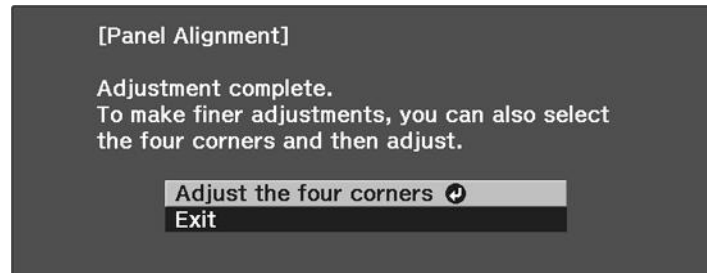 [Panel Alignment]
Adjustment complete.
To make finer adjustments, you can also select
the four corners and then adjust.
Adjust the four corners
Exit